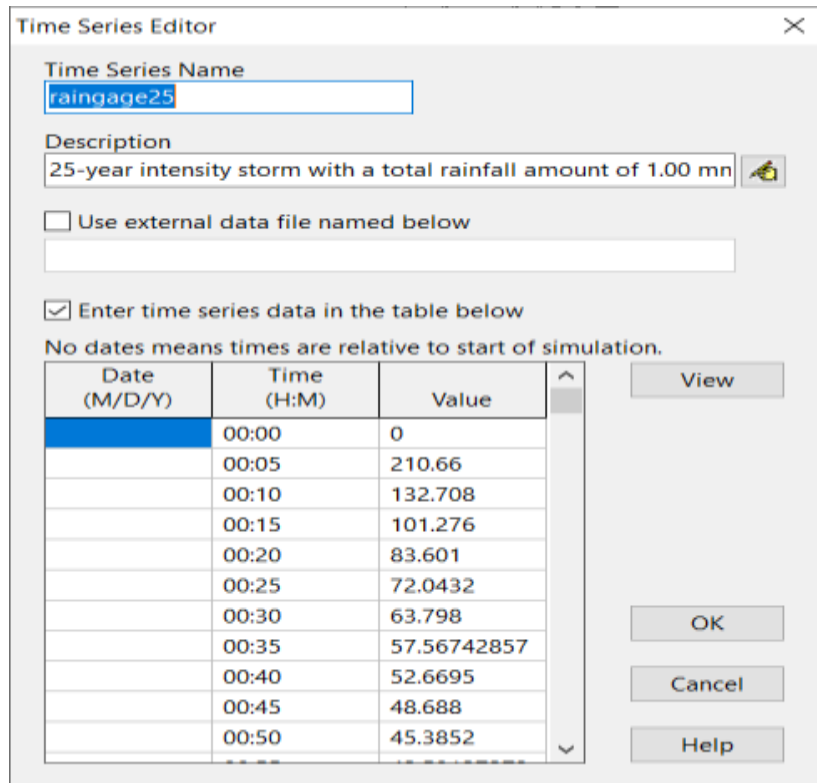 Time Series Editor
Time Series Name
raingage25
Description
25-year intensity storm with a total rainfall amount of 1.00 mm
Use external data file named below
Enter time series data in the table below
No dates means times are relative to start of simulation.
Date Time
(M/D/Y) (H:M) Value
00:00 0
00:05 210.66
00:10 132.708
00:15 101.276
00:20 83.601
00:25 72.0432
00:30 63.798
00:35 57.56742857
00:40 52.6695
00:45 48.688
00:50 45.3852
View
OK
Cancel
Help